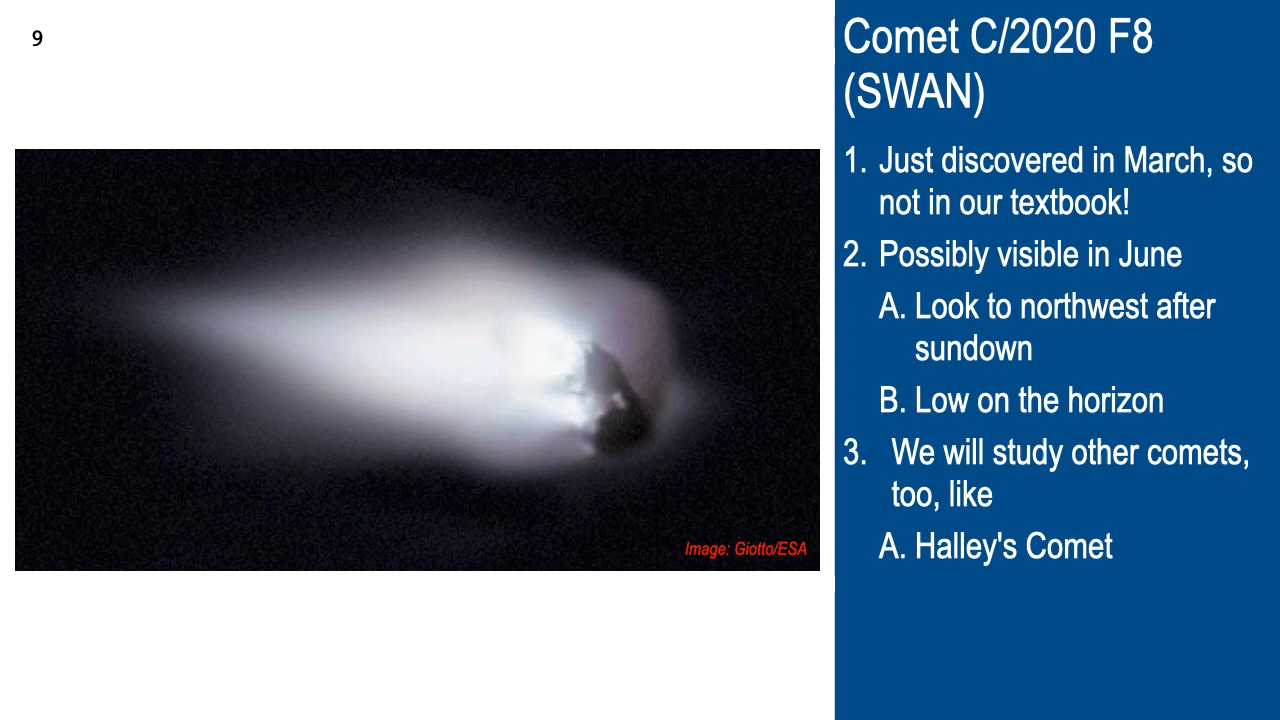 9
Comet C/2020 F8
(SWAN)
1. Just discovered in March, so
not in our textbook!
2. Possibly visible in June
A. Look to northwest after
sundown
B. Low on the horizon
3. We will study other comets,
too, like
A. Halley's Comet
Image: Giotto/ESA